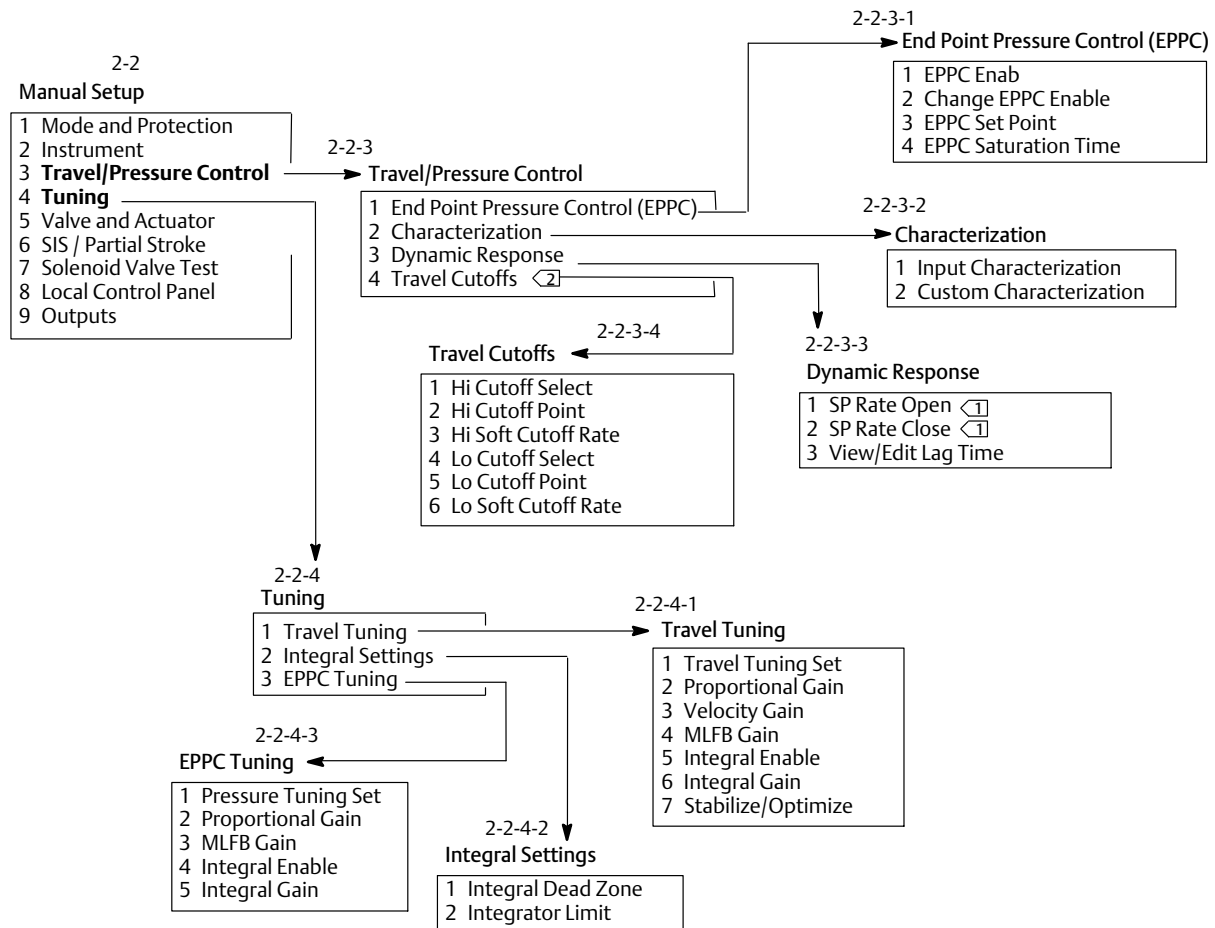 2-2
Manual Setup
1 Mode and Protection
2 Instrument
3 Travel/Pressure Control
4 Tuning
5 Valve and Actuator
6 SIS / Partial Stroke
7 Solenoid Valve Test
8 Local Control Panel
9 Outputs
2-2-3
Travel/Pressure Control
1 End Point Pressure Control (EPPC)
2 Characterization
3 Dynamic Response
4 Travel Cutoffs 2
2-2-3-1
End Point Pressure Control (EPPC)
1 EPPC Enab
2 Change EPPC Enable
3 EPPC Set Point
4 EPPC Saturation Time
2-2-3-2
Characterization
1 Input Characterization
2 Custom Characterization
2-2-3-3
Dynamic Response
1 SP Rate Open 1
2 SP Rate Close 1
3 View/Edit Lag Time
2-2-3-4
Travel Cutoffs
1 Hi Cutoff Select
2 Hi Cutoff Point
3 Hi Soft Cutoff Rate
4 Lo Cutoff Select
5 Lo Cutoff Point
6 Lo Soft Cutoff Rate
2-2-4
Tuning
1 Travel Tuning
2 Integral Settings
3 EPPC Tuning
2-2-4-1
Travel Tuning
1 Travel Tuning Set
2 Proportional Gain
3 Velocity Gain
4 MLFB Gain
5 Integral Enable
6 Integral Gain
7 Stabilize/Optimize
2-2-4-3
EPPC Tuning
1 Pressure Tuning Set
2 Proportional Gain
3 MLFB Gain
4 Integral Enable
5 Integral Gain
2-2-4-2
Integral Settings
1 Integral Dead Zone
2 Integrator Limit